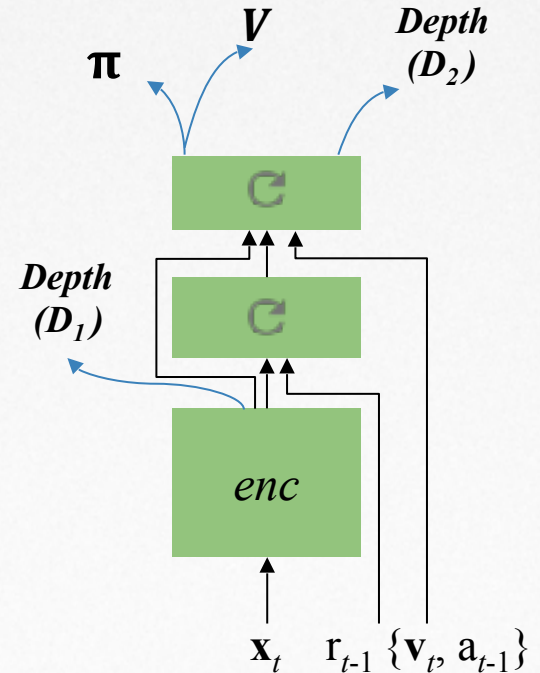 π
V
Depth
(D₂)
Depth
(D₁)
enc
xₜ rₜ₋₁ {vₜ, aₜ₋₁}